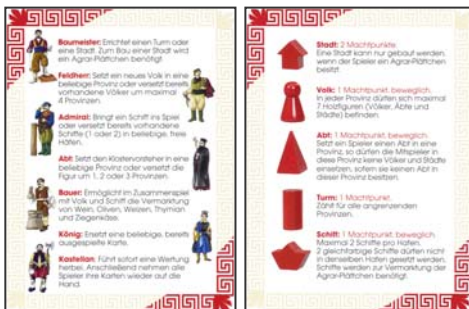 Baumeister: Errichtet einen Turm oder
eine Stadt. Zum Bau einer Stadt wird
ein Agrar-Plättchen benötigt.
Feldherr: Setzt ein neues Volk in eine
beliebige Provinz oder versetzt bereits
vorhandene Völker um maximal
4 Provinzen.
Admiral: Bringt ein Schiff ins Spiel
oder versetzt bereits vorhandene
Schiffe (1 oder 2) in beliebige, freie
Häfen.
Abt: Setzt den Klostervorsteher in eine
beliebige Provinz oder versetzt die
Figur um 1, 2 oder 3 Provinzen.
Bauer: Ermöglicht im Zusammenspiel
mit Volk und Schiff die Vermarktung
von Wein, Oliven, Weizen, Thymian
und Ziegenkäse.
König: Ersetzt eine beliebige, bereits
ausgespielte Karte.
Kastellan: Führt sofort eine Wertung
herbei. Anschließend nehmen alle
Spieler ihre Karten wieder auf die
Hand.
Stadt: 2 Machtpunkte
Eine Stadt kann nur gebaut werden,
wenn der Spieler ein Agrar-Plättchen
besitzt.
Volk: 1 Machtpunkt, beweglich.
In jeder Provinz dürfen sich maximal
7 Holzfiguren (Völker, Äbte und
Städte) befinden.
Abt: 1 Machtpunkt, beweglich.
Setzt ein Spieler einen Abt in eine
Provinz, so dürfen die Mitspieler in
diese Provinz keine Völker und Städte
einsetzen, sofern sie keinen Abt in
dieser Provinz besitzen.
Turm: 1 Machtpunkt.
Zählt für alle angrenzenden
Provinzen.
Schiff: 1 Machtpunkt, beweglich.
Maximal 2 Schiffe pro Hafen.
2 gleichfarbige Schiffe dürfen nicht
in denselben Hafen gesetzt werden.
Schiffe werden zur Vermarktung der
Agrar-Plättchen benötigt.